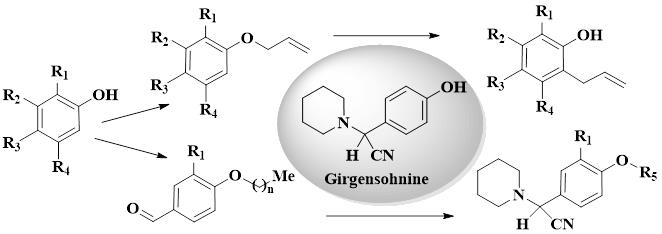 R₁
R₂
R₃
R₄
OH
R₁
R₂
R₃
R₄
O
R₁
O
O
( )n
Me
N
H
CN
OH
Girgensohnine
R₁
R₂
R₃
R₄
OH
R₁
O
R₅
N
H
CN